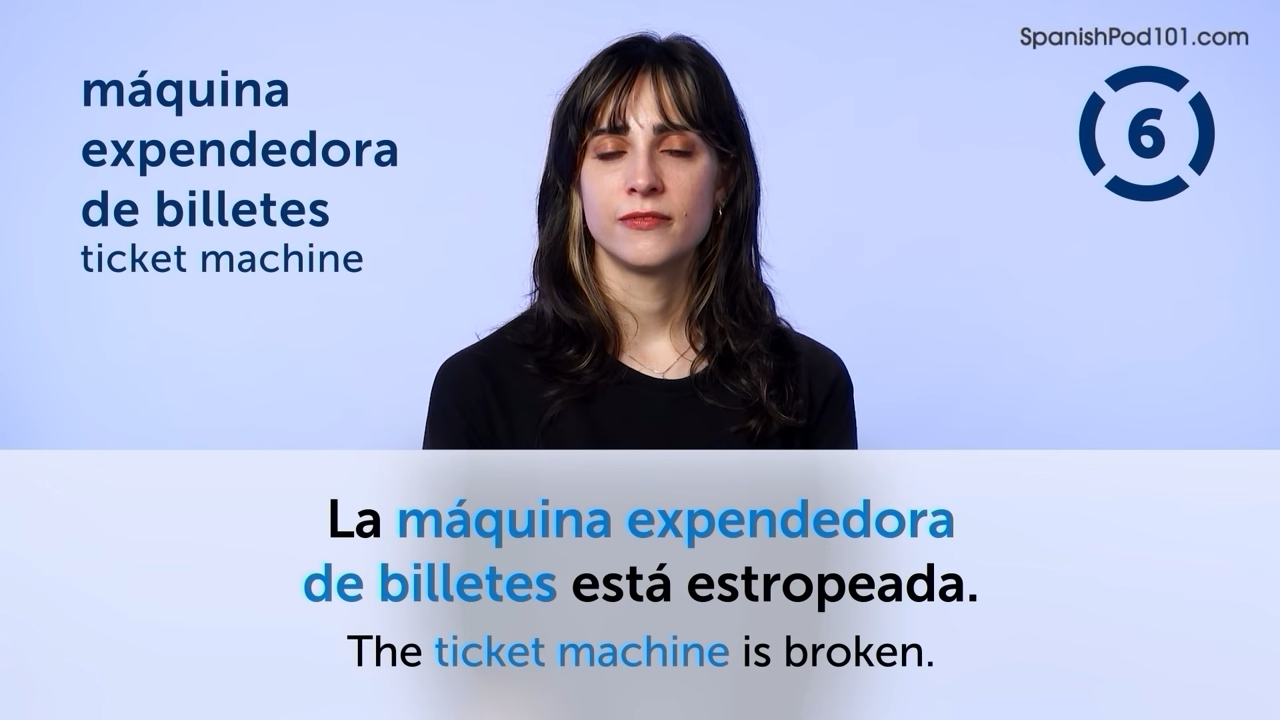 SpanishPod101.com
máquina
expendedora
de billetes
ticket machine
6
La máquina expendedora
de billetes está estropeada.
The ticket machine is broken.